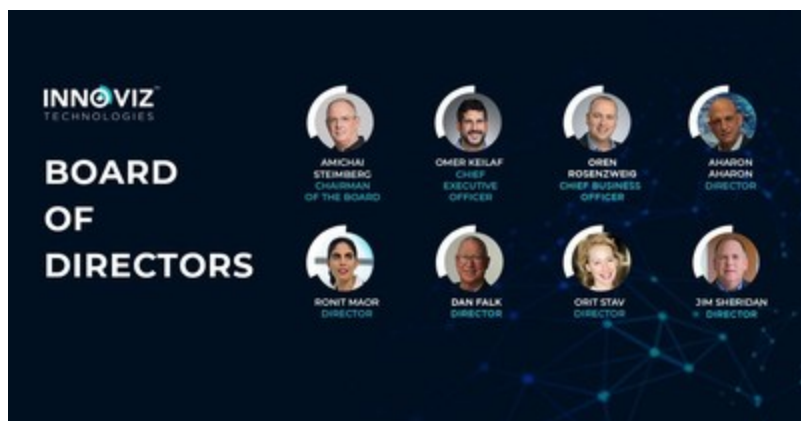 INNOVIZ™
TECHNOLOGIES
BOARD
OF
DIRECTORS
AMICHAI
STEIMBERG
CHAIRMAN
OF THE BOARD
OMER KEILAF
CHIEF
EXECUTIVE
OFFICER
OREN
ROSENZWEIG
CHIEF BUSINESS
OFFICER
AHARON
AHARON
DIRECTOR
RONIT MAOR
DIRECTOR
DAN FALK
DIRECTOR
ORIT STAV
DIRECTOR
JIM SHERIDAN
DIRECTOR